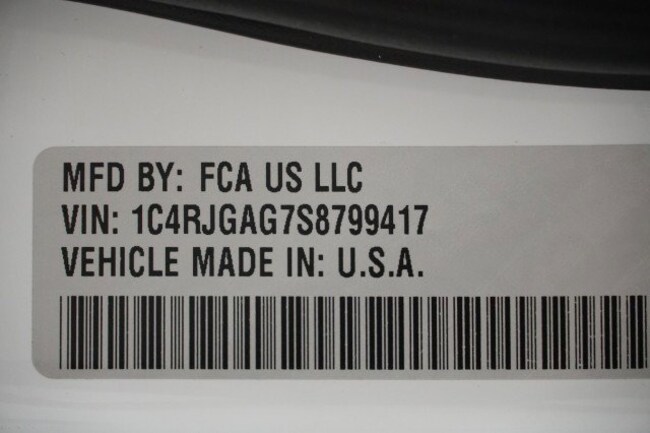 MFD BY: FCA US LLC
VIN: 1C4RJGAG7S8799417
VEHICLE MADE IN: U.S.A.